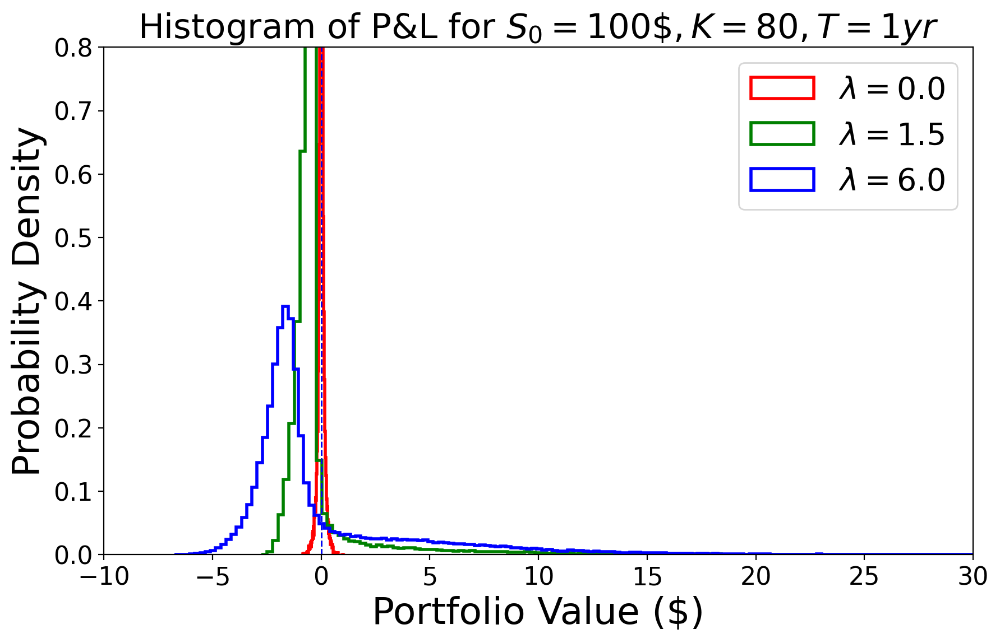 Histogram of P&L for $S_0 = 100\$, K = 80, T = 1yr$
0.8
0.7
0.6
0.5
0.4
0.3
0.2
0.1
0.0
Probability Density
λ = 0.0
λ = 1.5
λ = 6.0
−10 −5 0 5 10 15 20 25 30
Portfolio Value ($)